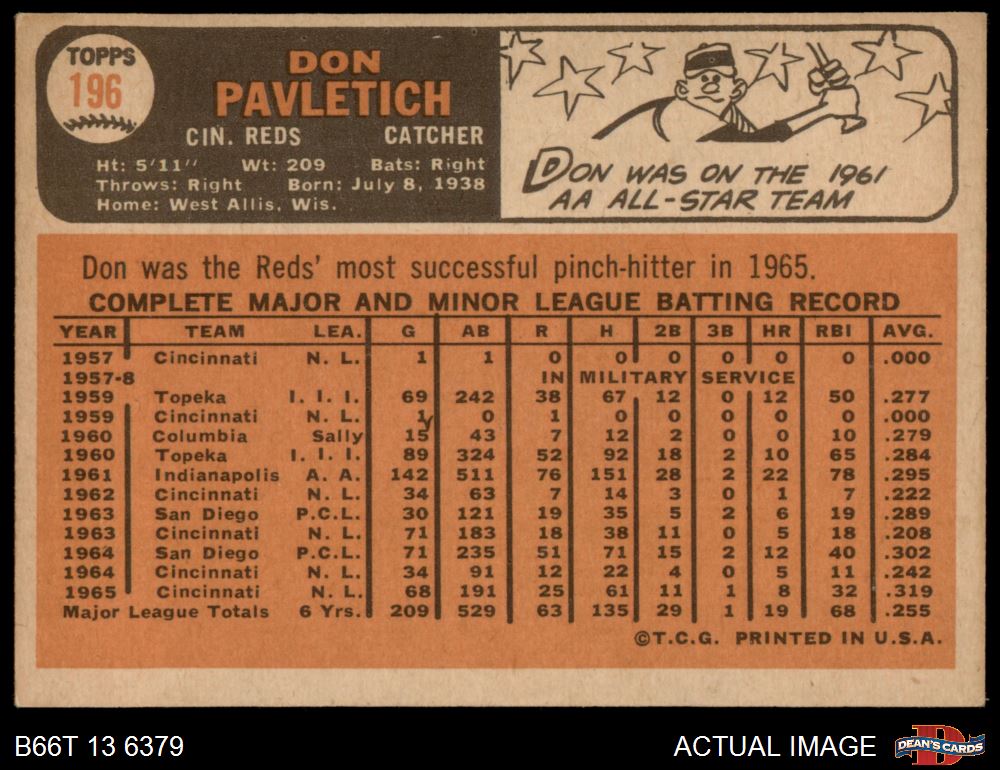 TOPPS
196
DON
PAVLETICH
CIN. REDS CATCHER
Ht: 5'11" Wt: 209 Bats: Right
Throws: Right Born: July 8, 1938
Home: West Allis, Wis.
DON WAS ON THE 1961
AA ALL-STAR TEAM
Don was the Reds' most successful pinch-hitter in 1965.
COMPLETE MAJOR AND MINOR LEAGUE BATTING RECORD
YEAR TEAM LEA. G AB R H 2B 3B HR RBI AVG.
1957 Cincinnati N. L. 1 1 0 0 0 0 0 0 .000
1957-8 IN MILITARY SERVICE
1959 Topeka I. I. I. 69 242 38 67 12 0 12 50 .277
1959 Cincinnati N. L. 1 0 1 0 0 0 0 0 .000
1960 Columbia Sally 15 43 7 12 2 0 0 10 .279
1960 Topeka I. I. I. 89 324 52 92 18 2 10 65 .284
1961 Indianapolis A. A. 142 511 76 151 28 2 22 78 .295
1962 Cincinnati N. L. 34 63 7 14 3 0 1 7 .222
1963 San Diego P.C.L. 30 121 19 35 5 2 6 19 .289
1963 Cincinnati N. L. 71 183 18 38 11 0 5 18 .208
1964 San Diego P.C.L. 71 235 51 71 15 2 12 40 .302
1964 Cincinnati N. L. 34 91 12 22 4 0 5 11 .242
1965 Cincinnati N. L. 68 191 25 61 11 1 8 32 .319
Major League Totals 6 Yrs. 209 529 63 135 29 1 19 68 .255
©T.C.G. PRINTED IN U.S.A.
B66T 13 6379 ACTUAL IMAGE DEAN'S CARDS